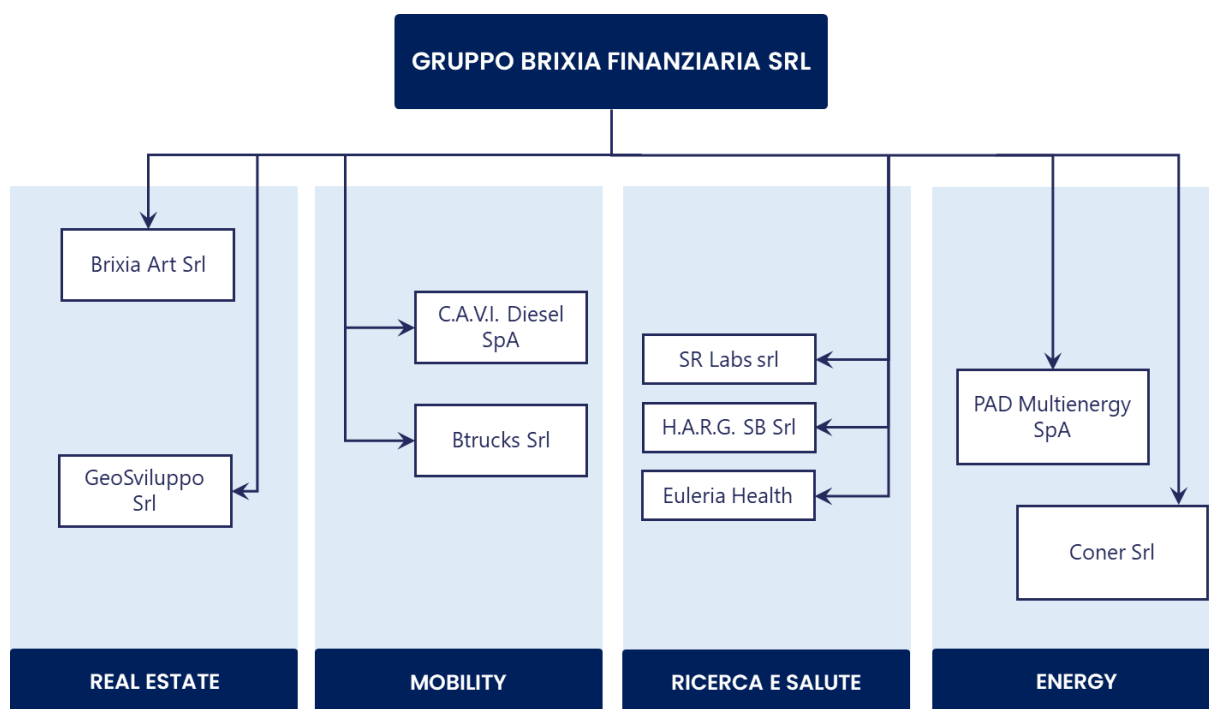 GRUPPO BRIXIA FINANZIARIA SRL
Brixia Art Srl
GeoSviluppo
Srl
REAL ESTATE
C.A.V.I. Diesel
SpA
Btrucks Srl
MOBILITY
SR Labs srl
H.A.R.G. SB Srl
Euleria Health
RICERCA E SALUTE
PAD Multienergy
SpA
Coner Srl
ENERGY